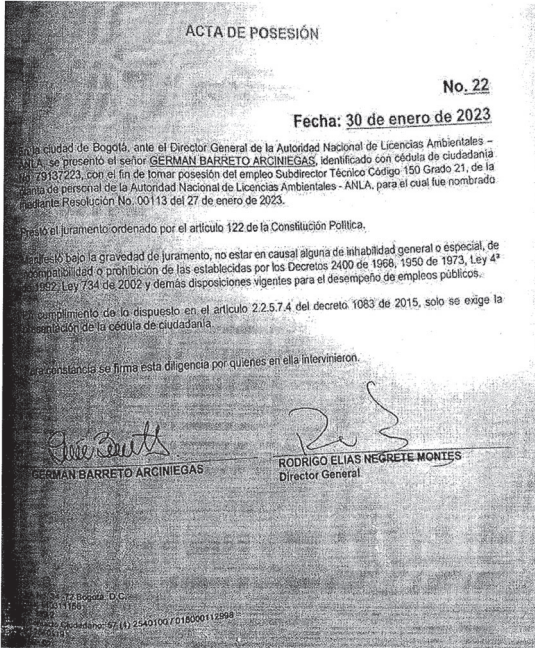 ACTA DE POSESIÓN
No. 22
Fecha: 30 de enero de 2023
En la ciudad de Bogotá, ante el Director General de la Autoridad Nacional de Licencias Ambientales –
ANLA, se presentó el señor GERMAN BARRETO ARCINIEGAS, identificado con cédula de ciudadanía
No 79137223, con el fin de tomar posesión del empleo Subdirector Técnico Código 150 Grado 21, de la
planta de personal de la Autoridad Nacional de Licencias Ambientales - ANLA, para el cual fue nombrado
mediante Resolución No. 00113 del 27 de enero de 2023.
Prestó el juramento ordenado por el artículo 122 de la Constitución Política.
Manifestó bajo la gravedad de juramento, no estar en causal alguna de inhabilidad general o especial, de
incompatibilidad o prohibición de las establecidas por los Decretos 2400 de 1968, 1950 de 1973, Ley 4ª
de 1992, Ley 734 de 2002 y demás disposiciones vigentes para el desempeño de empleos públicos.
cumplimiento de lo dispuesto en el artículo 2.2.5.7.4 del decreto 1083 de 2015, solo se exige la
presentación de la cédula de ciudadanía.
constancia se firma esta diligencia por quienes en ella intervinieron.
GERMAN BARRETO ARCINIEGAS
RODRIGO ELIAS NEGRETE MONTES
Director General
72 Bogotá, D.C.
Ciudadano: 57 (1) 2540100 / 018000112998